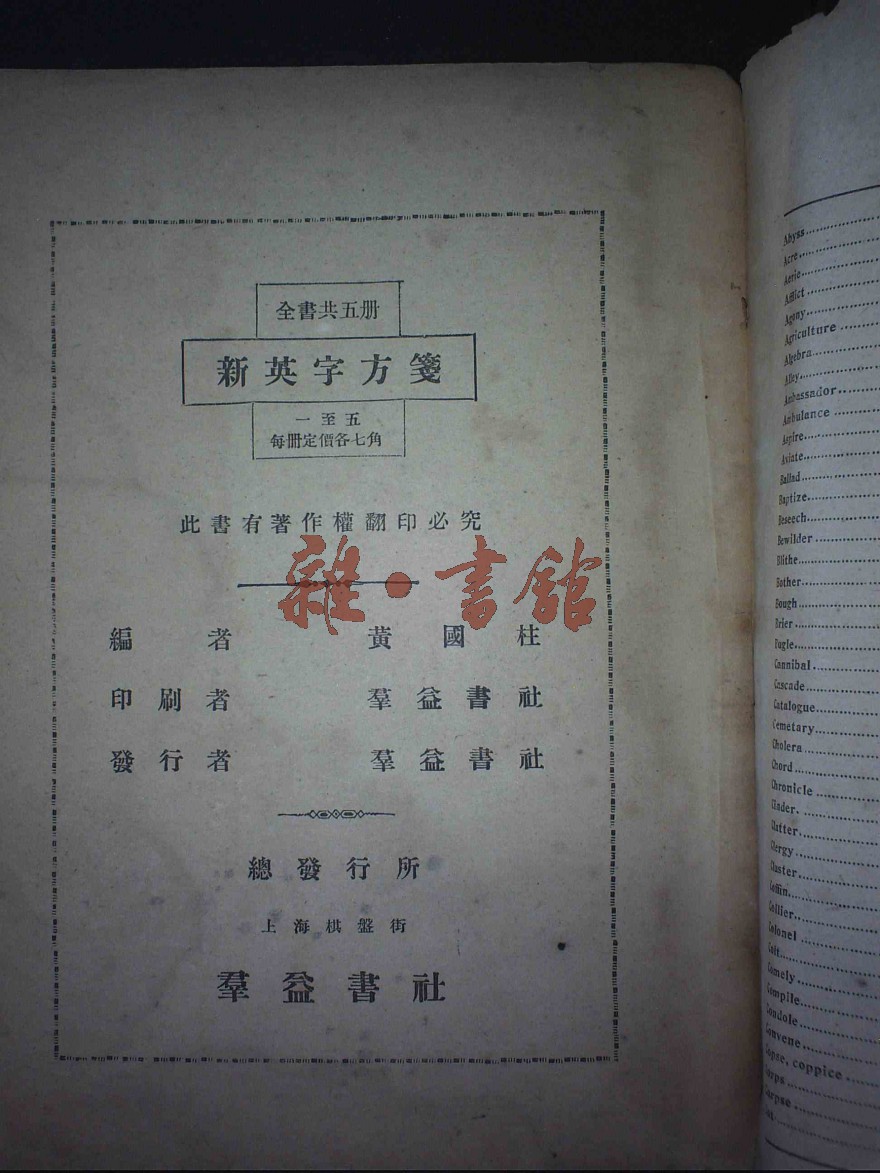 全書共五册
新英字方箋
一至五
每冊定價各七角
此書有著作權翻印必究
雜·書館
編者 黃國柱
印刷者 羣益書社
發行者 羣益書社
總發行所
上海棋盤街
羣益書社
Abyss
Acre
Aerie
Afflict
Agony
Agriculture
Algebra
Alley
Ambassador
Ambulance
Aspire
Aviate
Ballad
Baptize
Beseech
Bewilder
Blithe
Bother
Bough
Brier
Bugle
Cannibal
Cascade
Catalogue
Cemetary
Cholera
Chord
Chronicle
Cinder
Clatter
Clergy
Cluster
Coffin
Collier
Colonel
Colt
Comely
Compile
Condole
Convene
Copse, coppice
Corps
Corpse